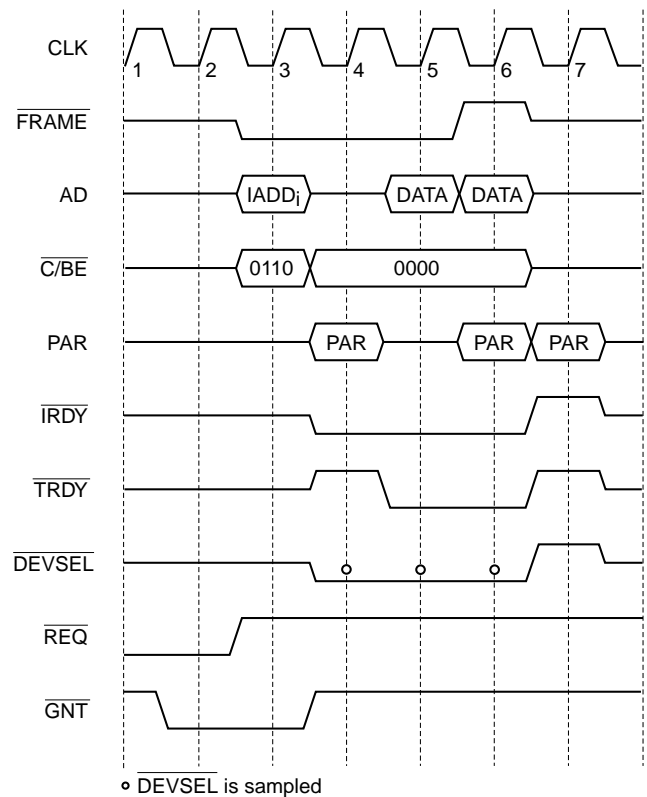 CLK
1 2 3 4 5 6 7
FRAME
AD IADDi DATA DATA
C/BE 0110 0000
PAR PAR PAR PAR
IRDY
TRDY
DEVSEL
REQ
GNT
DEVSEL is sampled